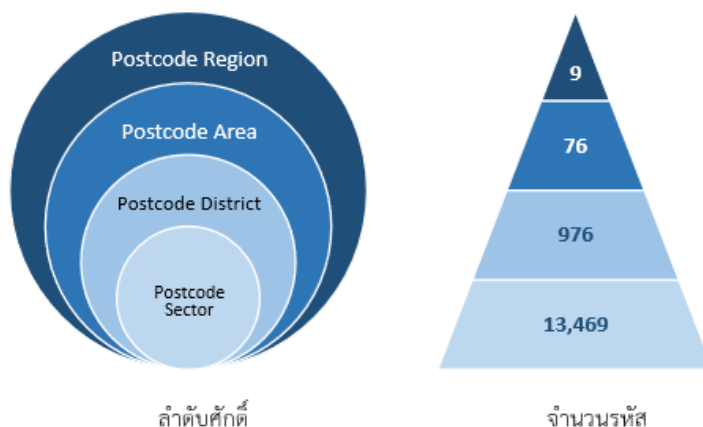 Postcode Region
Postcode Area
Postcode District
Postcode
Sector
ลำดับศักดิ์
9
76
976
13,469
จำนวนรหัส